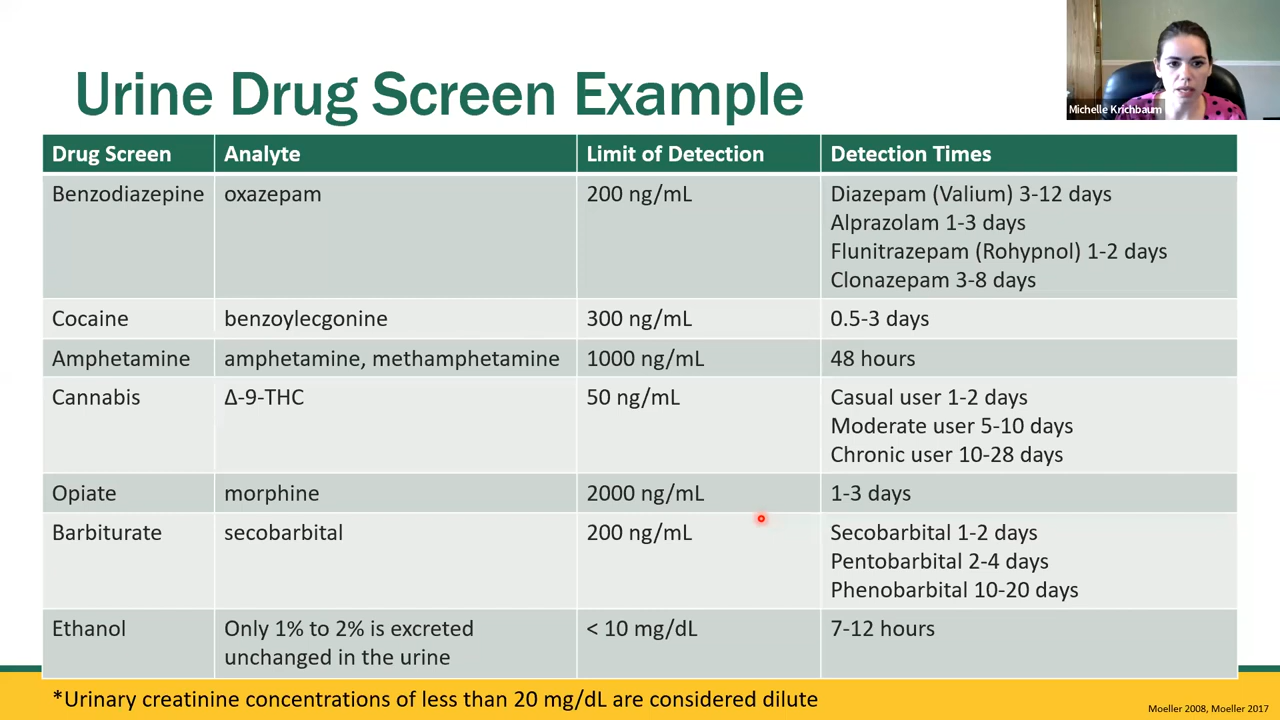 Michelle Krichbaum
Urine Drug Screen Example
Drug Screen Analyte Limit of Detection Detection Times
Benzodiazepine oxazepam 200 ng/mL Diazepam (Valium) 3-12 days
Alprazolam 1-3 days
Flunitrazepam (Rohypnol) 1-2 days
Clonazepam 3-8 days
Cocaine benzoylecgonine 300 ng/mL 0.5-3 days
Amphetamine amphetamine, methamphetamine 1000 ng/mL 48 hours
Cannabis Δ-9-THC 50 ng/mL Casual user 1-2 days
Moderate user 5-10 days
Chronic user 10-28 days
Opiate morphine 2000 ng/mL 1-3 days
Barbiturate secobarbital 200 ng/mL Secobarbital 1-2 days
Pentobarbital 2-4 days
Phenobarbital 10-20 days
Ethanol Only 1% to 2% is excreted < 10 mg/dL 7-12 hours
unchanged in the urine
*Urinary creatinine concentrations of less than 20 mg/dL are considered dilute
Moeller 2008, Moeller 2017